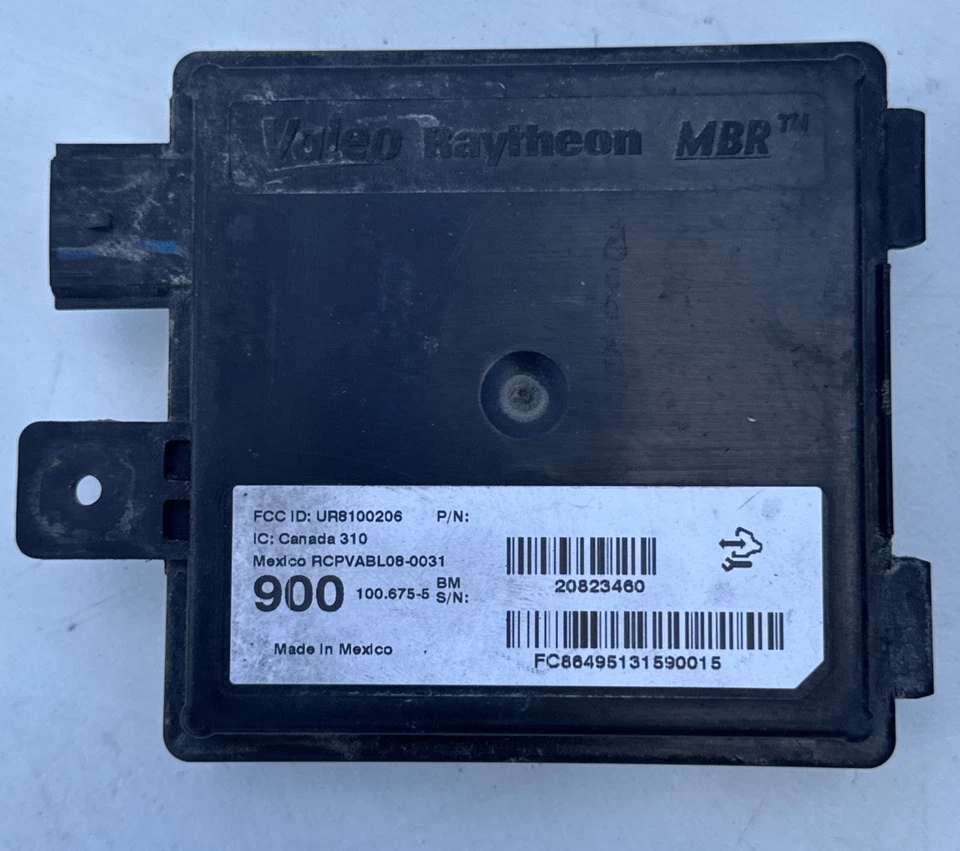 Valeo Raytheon MBR™
FCC ID: UR8100206 P/N:
IC: Canada 310
Mexico RCPVABL08-0031
20823460
900 100.675-5 BM S/N:
FC86495131590015
Made in Mexico